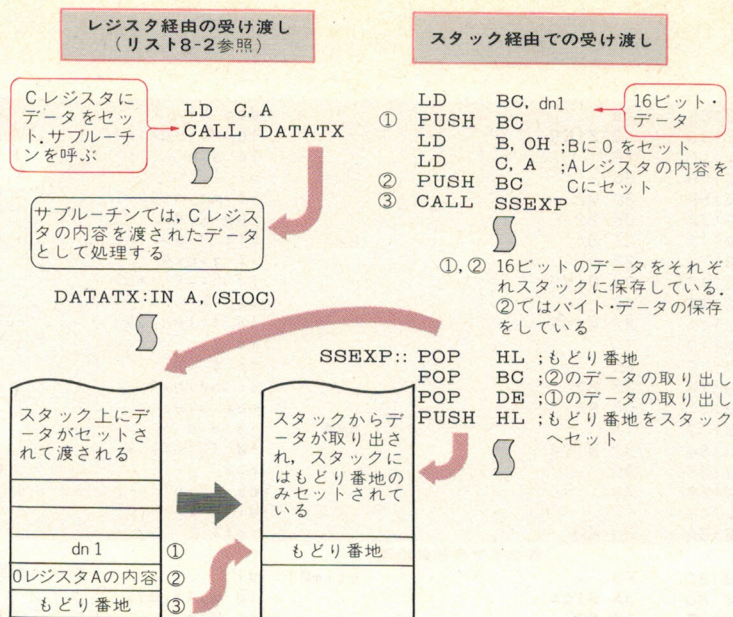 レジスタ経由の受け渡し
(リスト8-2参照)
Cレジスタに
データをセッ
ト.サブルーチ
ンを呼ぶ
LD C, A
CALL DATATX
サブルーチンでは,Cレジス
タの内容を渡されたデータ
として処理する
DATATX:IN A, (SIOC)
スタック経由での受け渡し
LD BC, dn1
① PUSH BC
LD B, OH ;Bに0をセット
LD C, A ;Aレジスタの内容を
② PUSH BC Cにセット
③ CALL SSEXP
16ビット・
データ
①,② 16ビットのデータをそれぞ
れスタックに保存している.
②ではバイト・データの保存
をしている
SSEXP:: POP HL ;もどり番地
POP BC ;②のデータの取り出し
POP DE ;①のデータの取り出し
PUSH HL ;もどり番地をスタック
へセット
スタック上にデ
ータがセットさ
れて渡される
dn 1 ①
0レジスタAの内容 ②
もどり番地 ③
スタックからデ
ータが取り出さ
れ,スタックに
はもどり番地の
みセットされて
いる
もどり番地